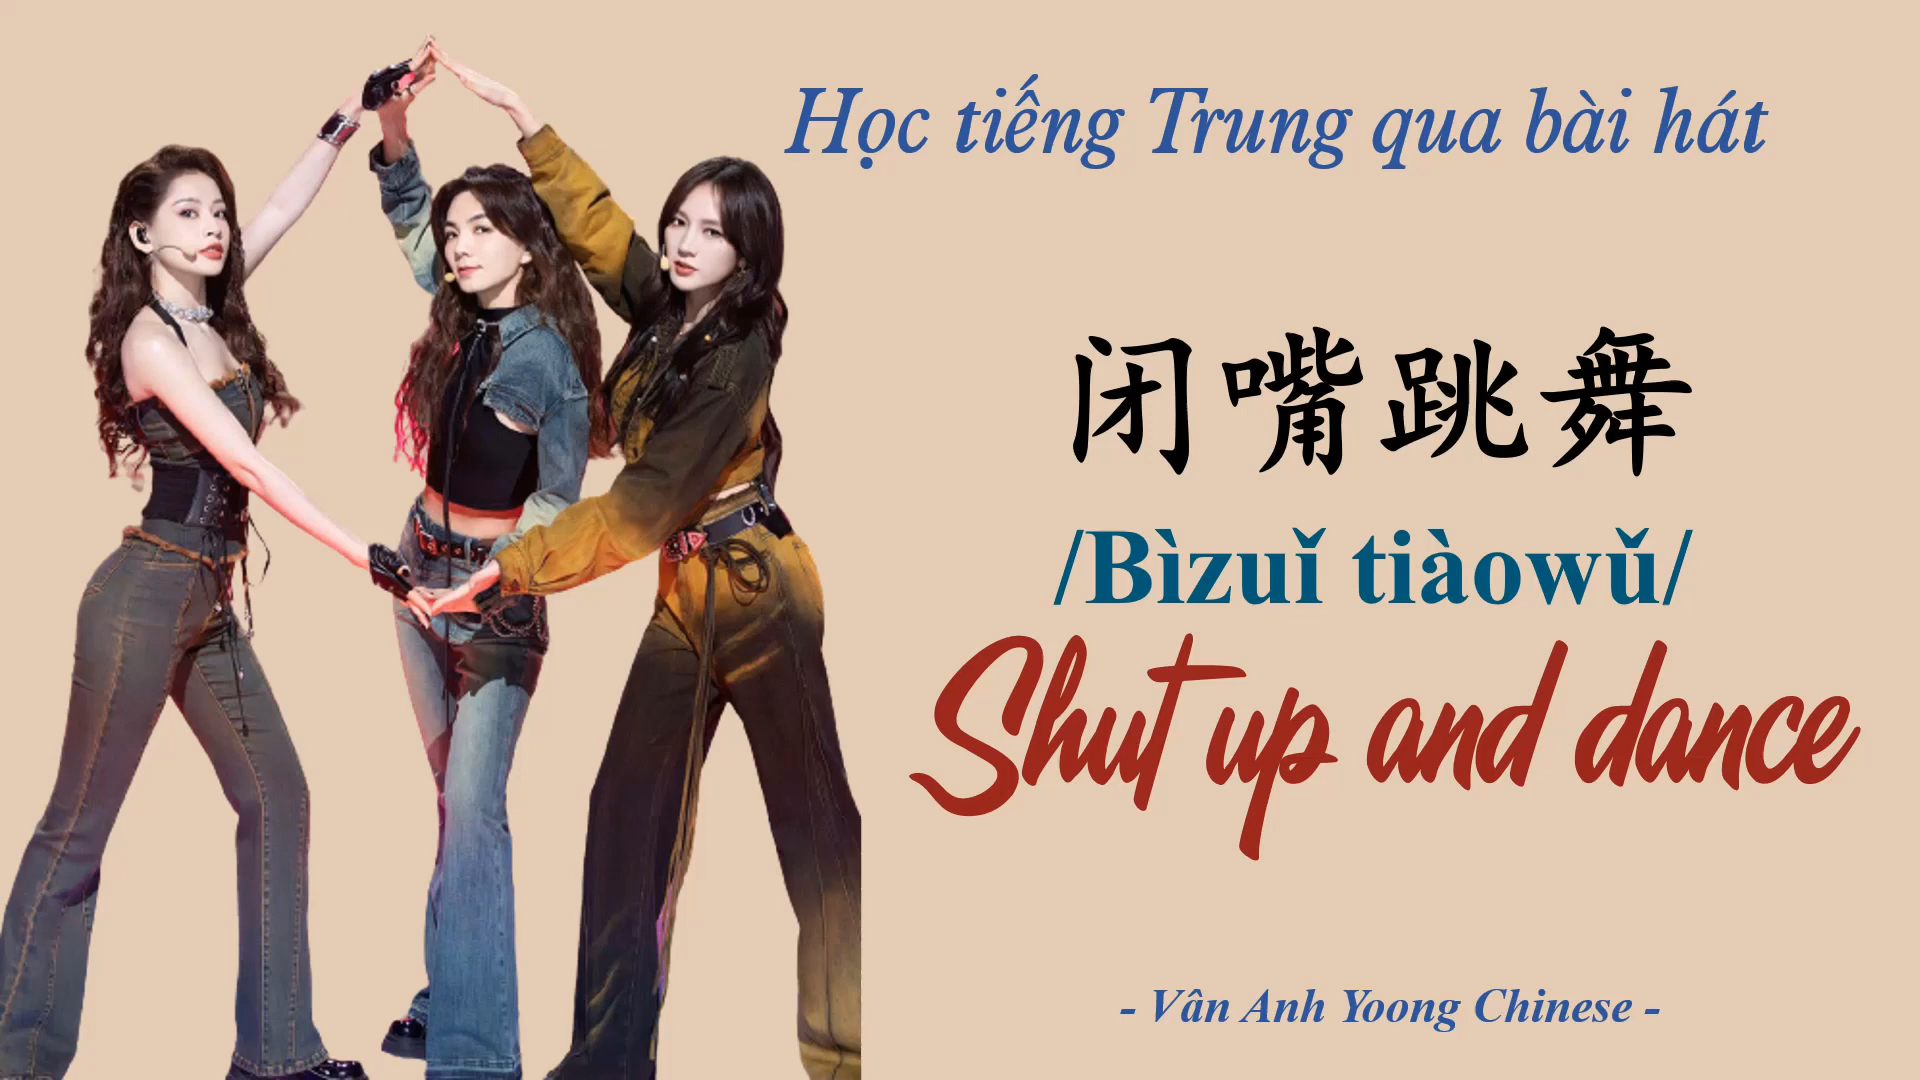 Học tiếng Trung qua bài hát
闭嘴跳舞
/Bìzuǐ tiàowǔ/
Shut up and dance
- Vân Anh Yoong Chinese -